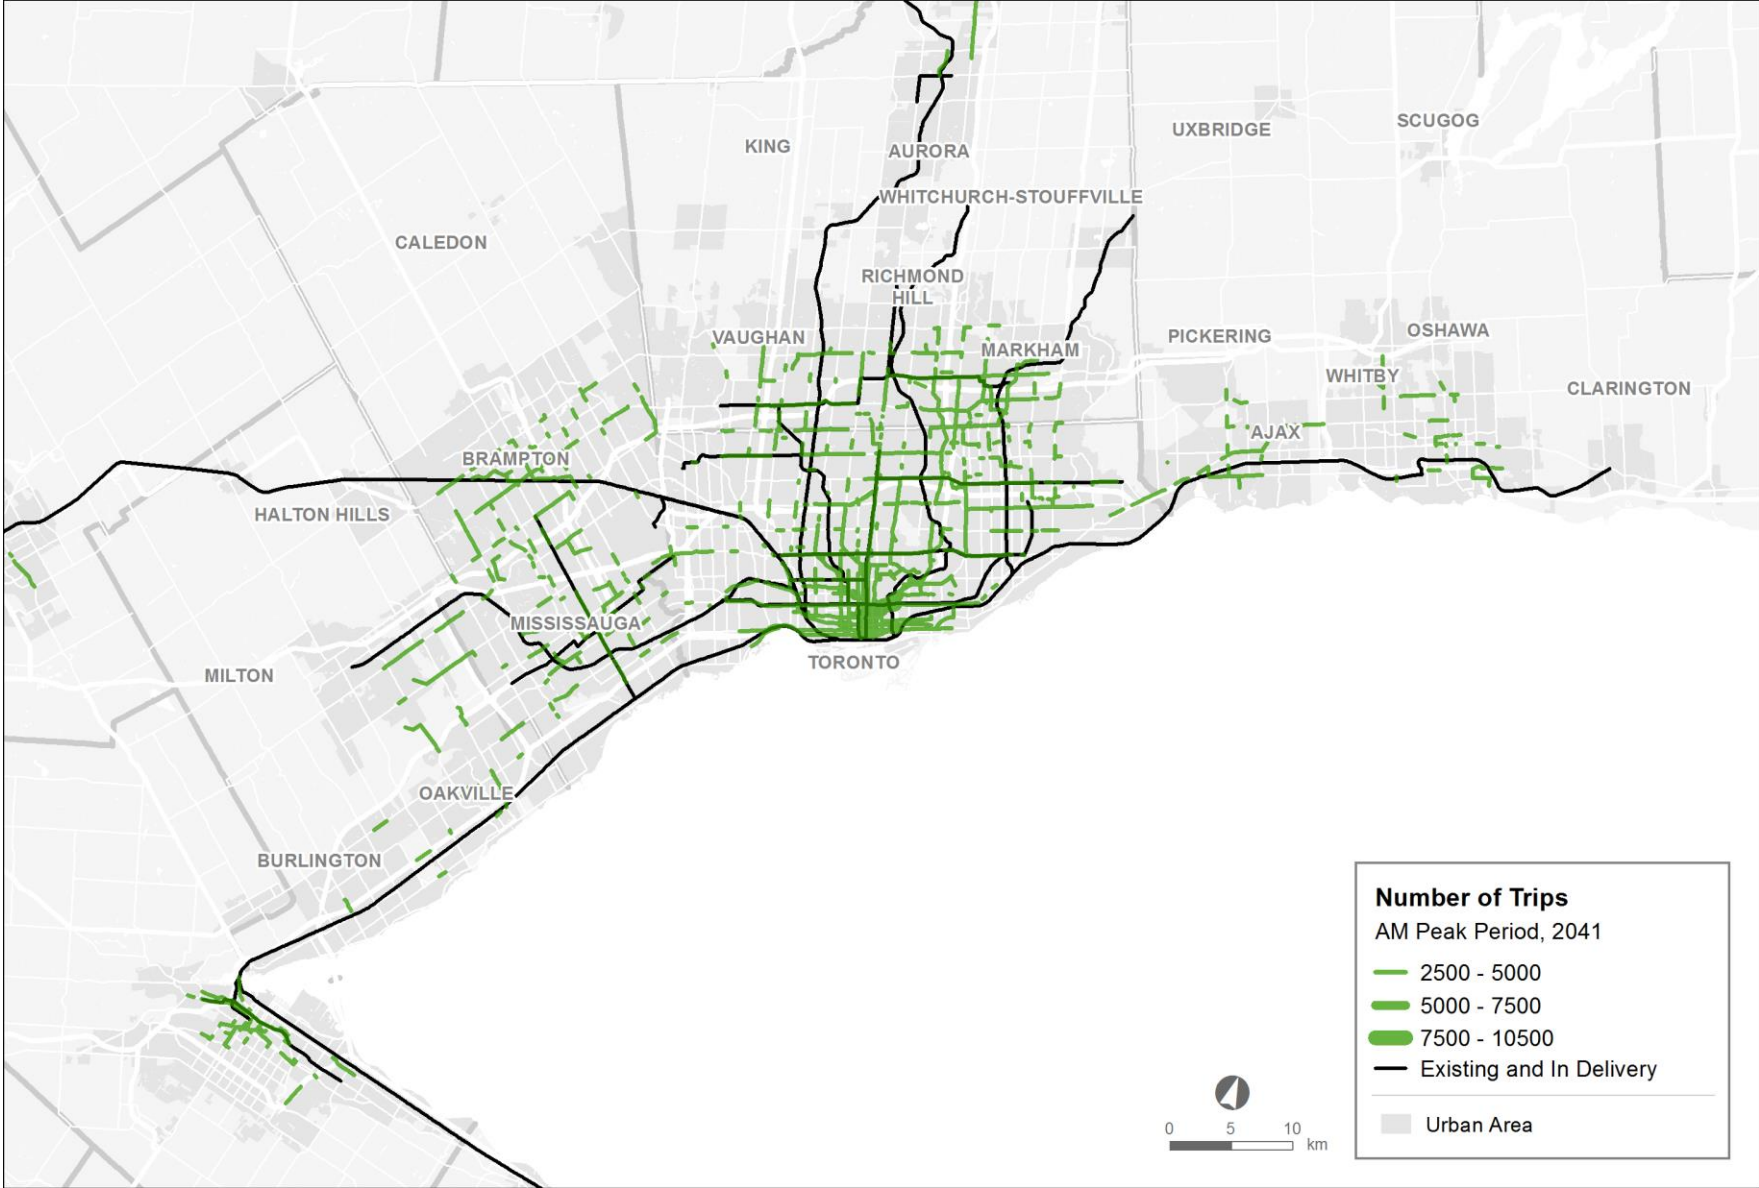 UXBRIDGE
SCUGOG
KING
AURORA
WHITCHURCH-STOUFFVILLE
CALEDON
RICHMOND
HILL
VAUGHAN
MARKHAM
PICKERING
OSHAWA
WHITBY
CLARINGTON
AJAX
BRAMPTON
HALTON HILLS
MISSISSAUGA
TORONTO
MILTON
OAKVILLE
BURLINGTON
Number of Trips
AM Peak Period, 2041
2500 - 5000
5000 - 7500
7500 - 10500
Existing and In Delivery
Urban Area
0 5 10
km